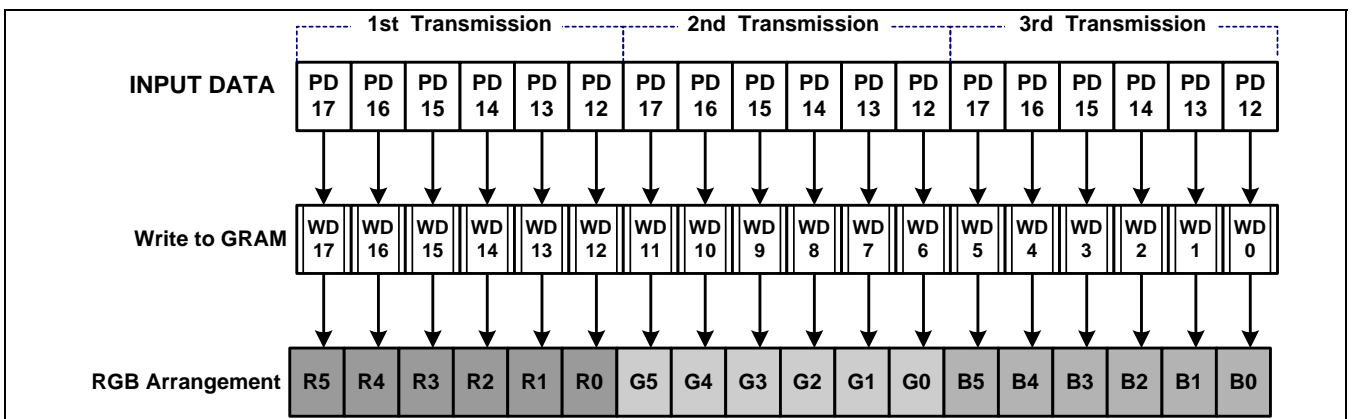 1st Transmission 2nd Transmission 3rd Transmission
INPUT DATA PD 17 PD 16 PD 15 PD 14 PD 13 PD 12 PD 17 PD 16 PD 15 PD 14 PD 13 PD 12 PD 17 PD 16 PD 15 PD 14 PD 13 PD 12
Write to GRAM WD 17 WD 16 WD 15 WD 14 WD 13 WD 12 WD 11 WD 10 WD 9 WD 8 WD 7 WD 6 WD 5 WD 4 WD 3 WD 2 WD 1 WD 0
RGB Arrangement R5 R4 R3 R2 R1 R0 G5 G4 G3 G2 G1 G0 B5 B4 B3 B2 B1 B0